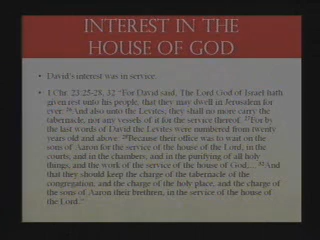 INTEREST IN THE
HOUSE OF GOD
• David's interest was in service.
• 1 Chr. 23:25-28, 32 "For David said, The Lord God of Israel hath
given rest unto his people, that they may dwell in Jerusalem for
ever: 26And also unto the Levites; they shall no more carry the
tabernacle, nor any vessels of it for the service thereof. 27For by
the last words of David the Levites were numbered from twenty
years old and above: 28Because their office was to wait on the
sons of Aaron for the service of the house of the Lord, in the
courts, and in the chambers, and in the purifying of all holy
things, and the work of the service of the house of God;... 32And
that they should keep the charge of the tabernacle of the
congregation, and the charge of the holy place, and the charge of
the sons of Aaron their brethren, in the service of the house of
the Lord."